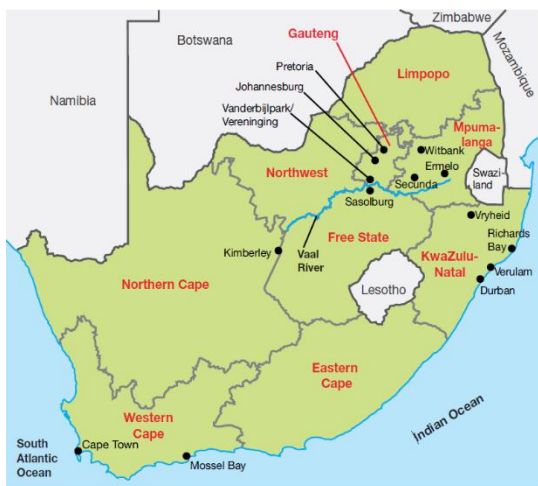 Zimbabwe
Botswana
Gauteng
Mozambique
Pretoria
Limpopo
Johannesburg
Namibia
Vanderbijlpark/
Vereninging
Mpuma-
langa
Witbank
Northwest
Ermelo
Swazi-
land
Secunda
Sasolburg
Vryheid
Richards
Bay
Free State
Kimberley
Vaal
River
KwaZulu-
Natal
Verulam
Northern Cape
Lesotho
Durban
Eastern
Cape
Western
Cape
Indian Ocean
South
Atlantic
Ocean
Cape Town
Mossel Bay